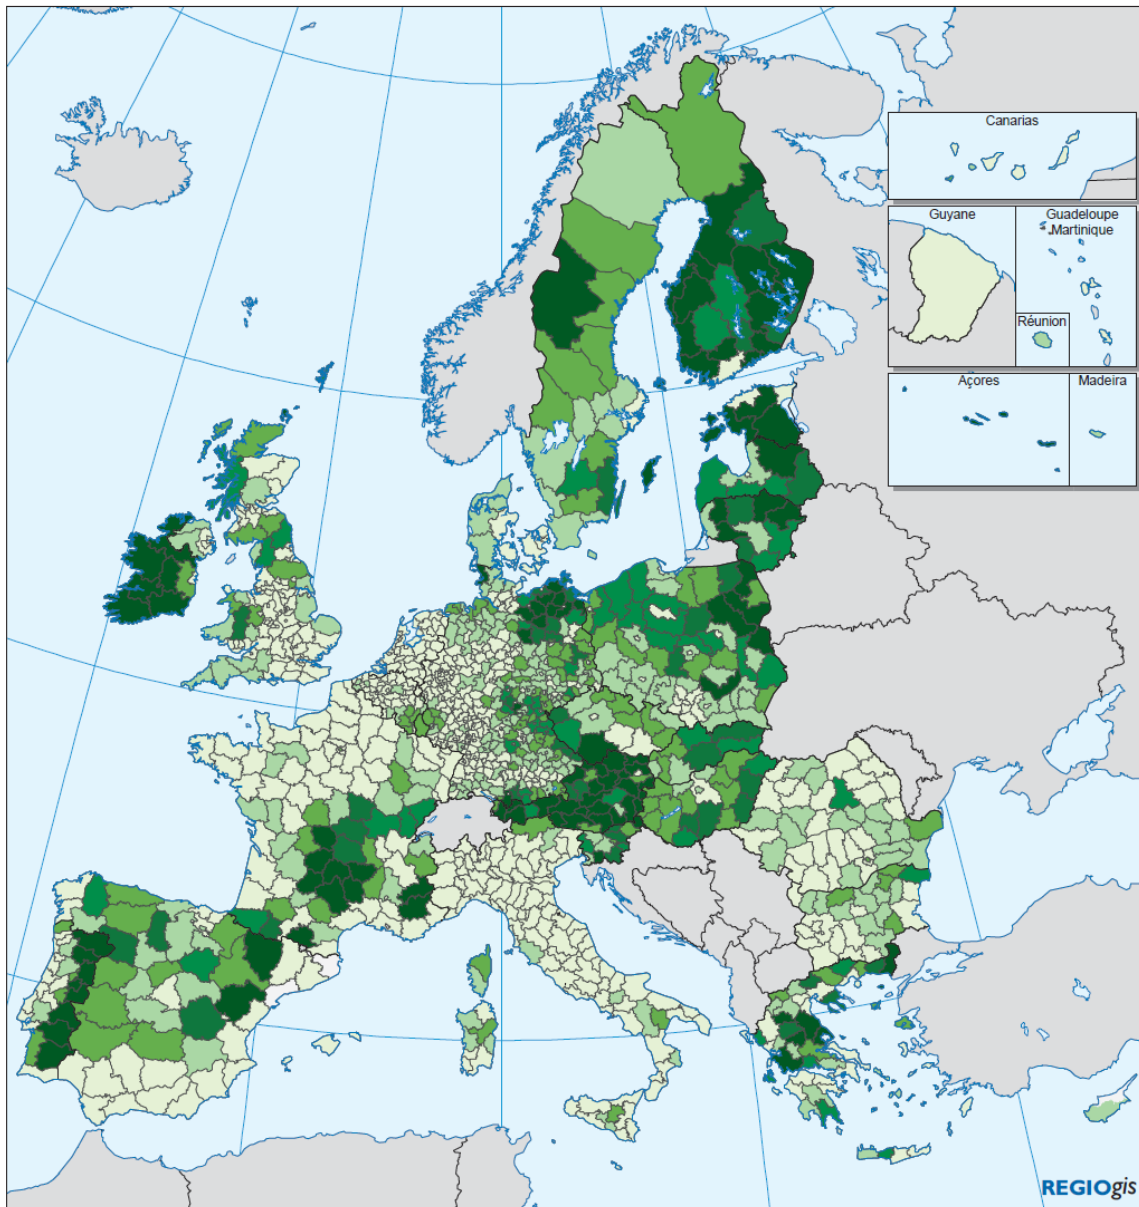 Canarias
Guyane
Guadeloupe
Martinique
Réunion
Açores
Madeira
REGIOgis